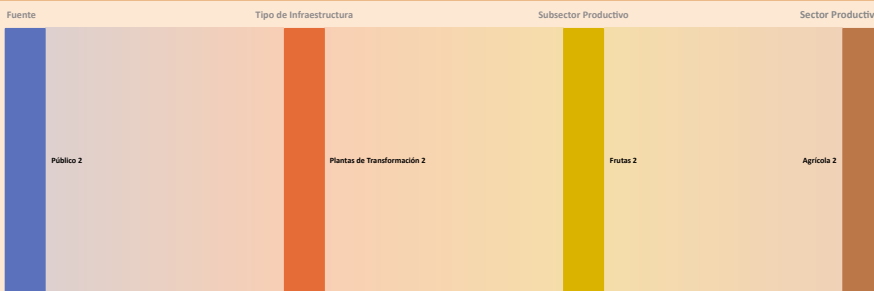 Fuente
Tipo de Infraestructura
Subsector Productivo
Sector Productiv
Público 2
Plantas de Transformación 2
Frutas 2
Agrícola 2